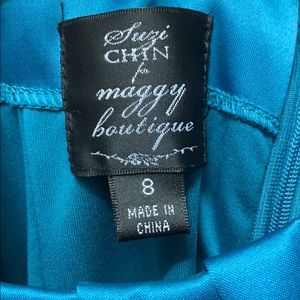 Suzi
CHIN
for
maggy
boutique
8
MADE IN
CHINA